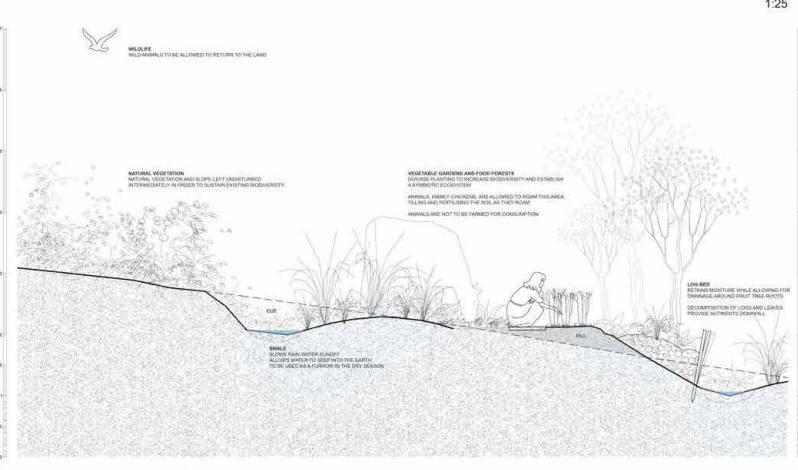 1:25
WILDLIFE
WILD ANIMALS TO BE ALLOWED TO RETURN TO THE LAND
NATURAL VEGETATION
NATURAL VEGETATION AND SLOPE LEFT UNDISTURBED
INTERMEDIATELY IN ORDER TO SUSTAIN EXISTING BIODIVERSITY
VEGETABLE GARDENS AND FOOD FORESTS
DIVERSE PLANTING TO INCREASE BIODIVERSITY AND ESTABLISH
A SYMBIOTIC ECOSYSTEM
ANIMALS, MAINLY CHICKENS, ARE ALLOWED TO ROAM THIS AREA,
TILLING AND FERTILISING THE SOIL AS THEY ROAM
ANIMALS ARE NOT TO BE FARMED FOR CONSUMPTION
LOG-BED
RETAINS MOISTURE WHILE ALLOWING FOR
DRAINAGE AROUND FRUIT TREE ROOTS
DECOMPOSITION OF LOGS AND LEAVES
PROVIDE NUTRIENTS DOWNHILL
CUT
FILL
SWALE
SLOWS RAIN WATER RUNOFF
ALLOWS WATER TO SEEP INTO THE EARTH
TO BE USED AS A FURROW IN THE DRY SEASON